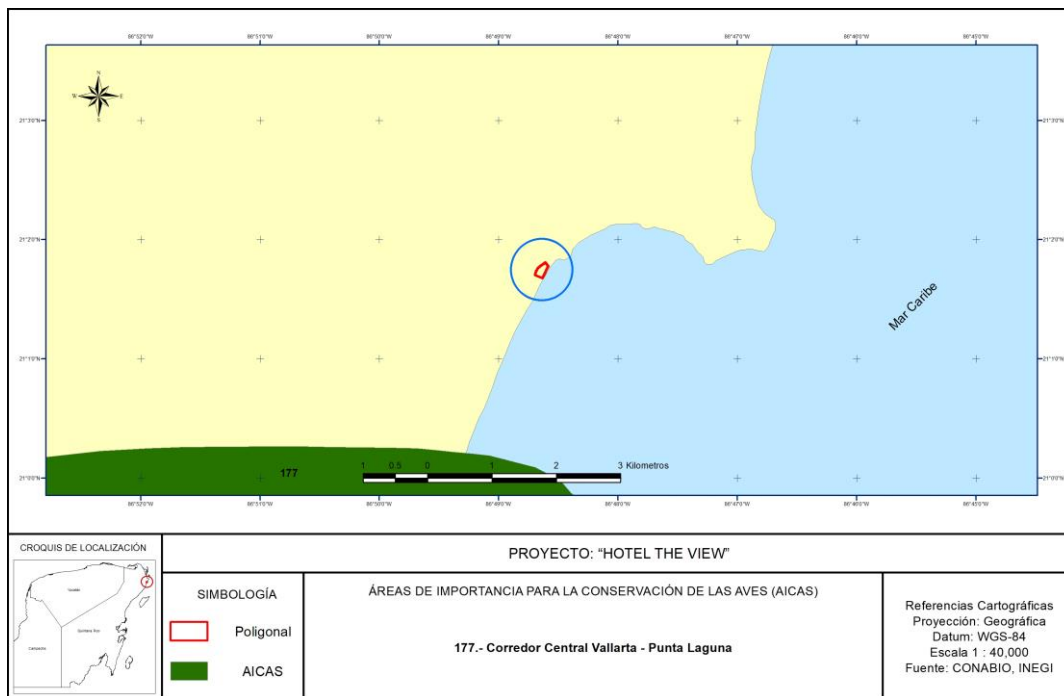 86°52'0"W 86°51'0"W 86°50'0"W 86°49'0"W 86°48'0"W 86°47'0"W 86°46'0"W 86°45'0"W
N
W E
S
21°3'0"N 21°3'0"N
21°2'0"N 21°2'0"N
Mar Caribe
21°1'0"N 21°1'0"N
1 0.5 0 1 2 3 Kilometros
177
21°0'0"N 21°0'0"N
86°52'0"W 86°51'0"W 86°50'0"W 86°49'0"W 86°48'0"W 86°47'0"W 86°46'0"W 86°45'0"W
CROQUIS DE LOCALIZACIÓN
Yucatán
Quintana Roo
Campeche
PROYECTO: “HOTEL THE VIEW”
SIMBOLOGÍA
Poligonal
AICAS
ÁREAS DE IMPORTANCIA PARA LA CONSERVACIÓN DE LAS AVES (AICAS)
177.- Corredor Central Vallarta - Punta Laguna
Referencias Cartográficas
Proyección: Geográfica
Datum: WGS-84
Escala 1 : 40,000
Fuente: CONABIO, INEGI